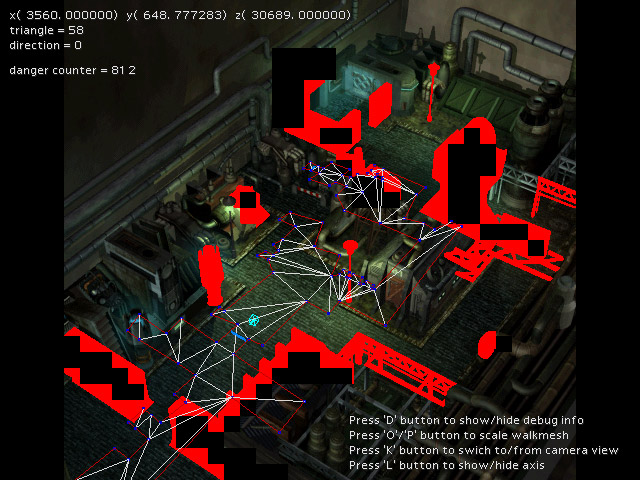 x( 3560. 000000)  y( 648. 777283)  z( 30689. 000000)
triangle = 58
direction = 0
danger counter = 81 2
Press 'D' button to show/hide debug info
Press 'O'/'P' button to scale walkmesh
Press 'K' button to swich to/from camera view
Press 'L' button to show/hide axis